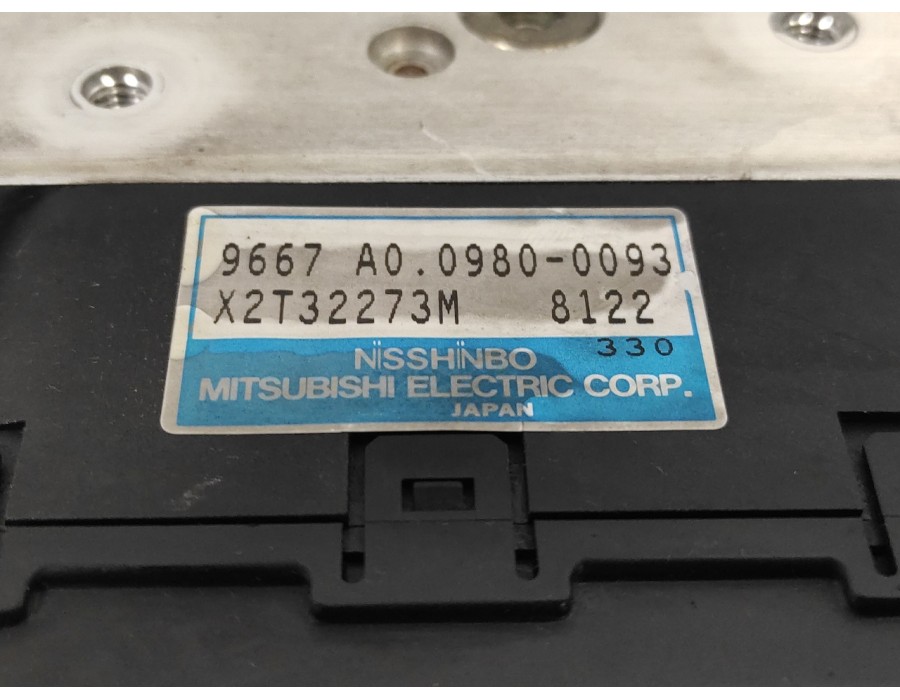 9667 A0.0980-0093
X2T32273M 8122
330
NISSHINBO
MITSUBISHI ELECTRIC CORP.
JAPAN